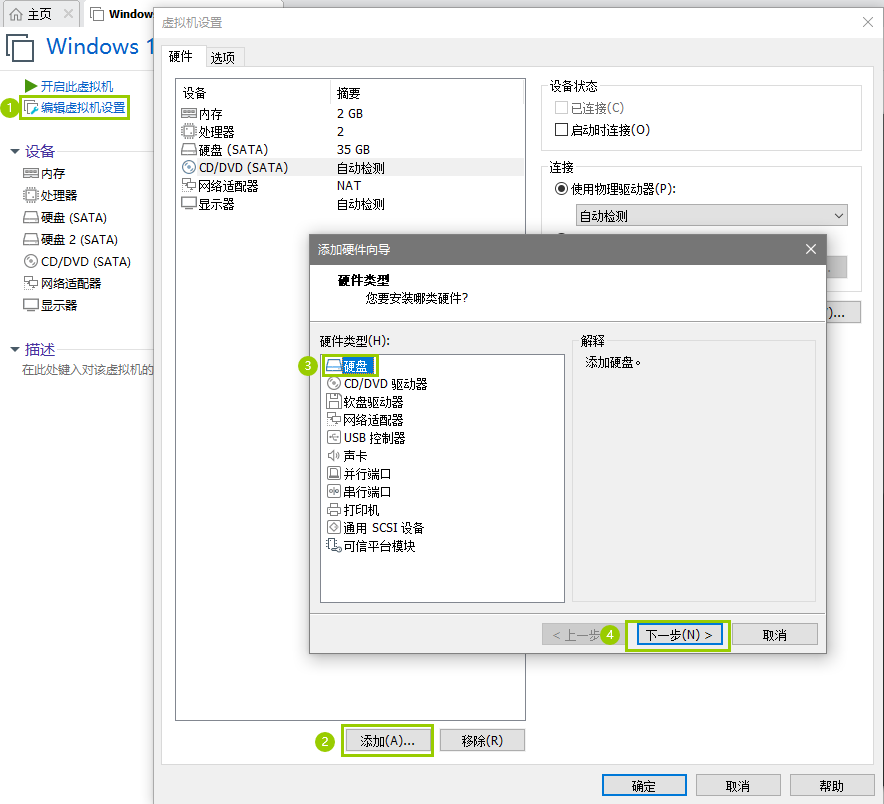 主页
Window
虚拟机设置
Windows 1
硬件
选项
开启此虚拟机
1
编辑虚拟机设置
设备
内存
处理器
硬盘 (SATA)
硬盘 2 (SATA)
CD/DVD (SATA)
网络适配器
显示器
描述
在此处键入对该虚拟机的
设备 摘要
内存 2 GB
处理器 2
硬盘 (SATA) 35 GB
CD/DVD (SATA) 自动检测
网络适配器 NAT
显示器 自动检测
设备状态
已连接(C)
启动时连接(O)
连接
使用物理驱动器(P):
自动检测
)...
添加硬件向导
硬件类型
您要安装哪类硬件?
硬件类型(H):
3
硬盘
CD/DVD 驱动器
软盘驱动器
网络适配器
USB 控制器
声卡
并行端口
串行端口
打印机
通用 SCSI 设备
可信平台模块
解释
添加硬盘。
< 上一步
4
下一步(N) >
取消
2
添加(A)...
移除(R)
确定
取消
帮助